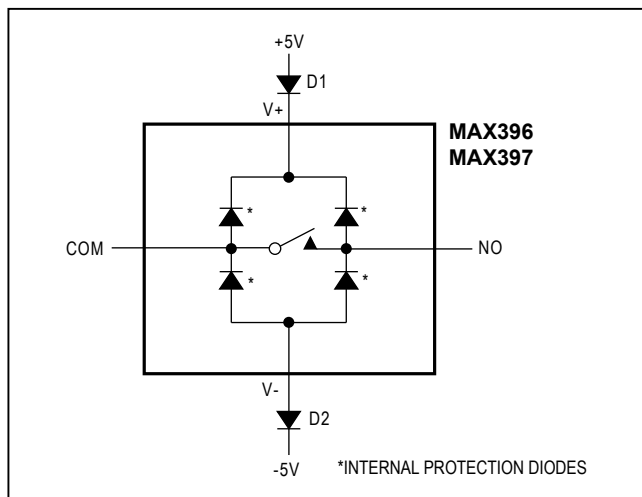 +5V
D1
V+
MAX396
MAX397
*
*
COM
NO
*
*
V-
D2
-5V
*INTERNAL PROTECTION DIODES